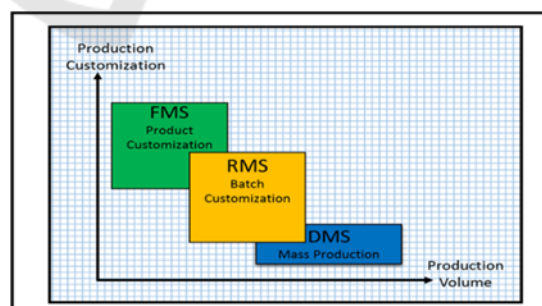 Production
Customization
FMS
Product
Customization
RMS
Batch
Customization
DMS
Mass Production
Production
Volume